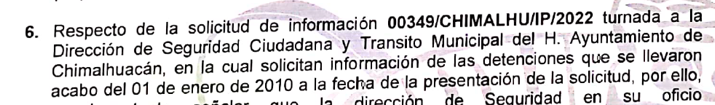 6. Respecto de la solicitud de información 00349/CHIMALHU/IP/2022 turnada a la
Dirección de Seguridad Ciudadana y Transito Municipal del H. Ayuntamiento de
Chimalhuacán, en la cual solicitan información de las detenciones que se llevaron
acabo del 01 de enero de 2010 a la fecha de la presentación de la solicitud, por ello,
que la dirección de Seguridad en su oficio